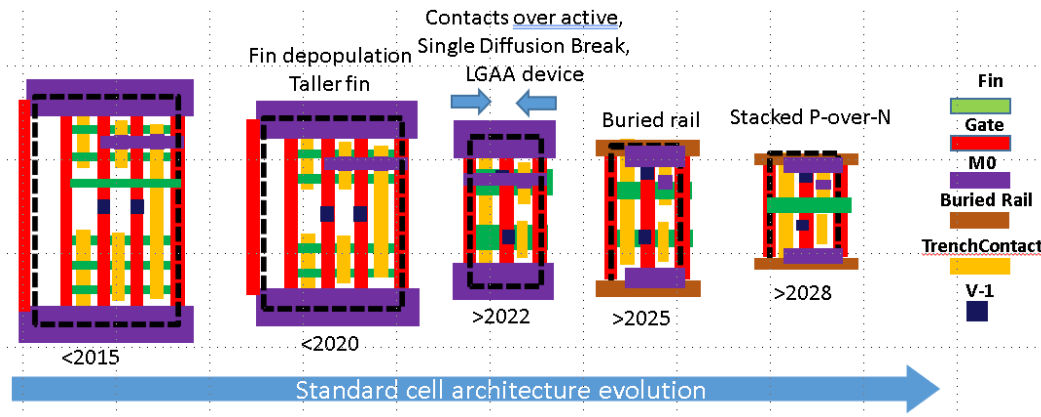 Contacts over active,
Single Diffusion Break,
LGAA device
Fin depopulation
Taller fin
Buried rail
Stacked P-over-N
Fin
Gate
M0
Buried Rail
TrenchContact
V-1
<2015
<2020
>2022
>2025
>2028
Standard cell architecture evolution